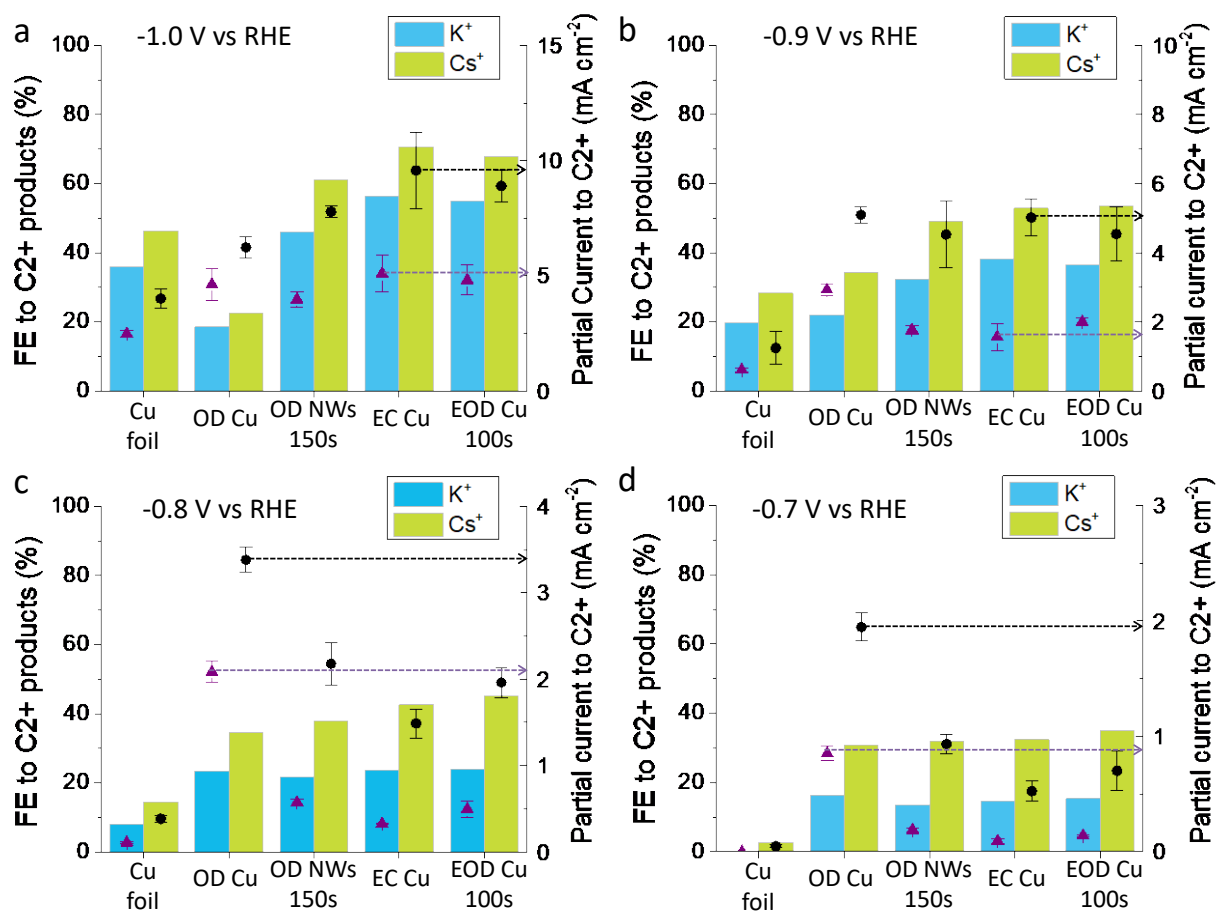 a
-1.0 V vs RHE
K+
Cs+
FE to C2+ products (%)
100
80
60
40
20
0
15
10
5
0
Partial Current to C2+ (mA cm-2)
Cu
foil
OD Cu
OD NWs
150s
EC Cu
EOD Cu
100s
b
-0.9 V vs RHE
K+
Cs+
FE to C2+ products (%)
100
80
60
40
20
0
10
8
6
4
2
0
Partial current to C2+ (mA cm-2)
Cu
foil
OD Cu
OD NWs
150s
EC Cu
EOD Cu
100s
c
-0.8 V vs RHE
K+
Cs+
FE to C2+ products (%)
100
80
60
40
20
0
4
3
2
1
0
Partial current to C2+ (mA cm-2)
Cu
foil
OD Cu
OD NWs
150s
EC Cu
EOD Cu
100s
d
-0.7 V vs RHE
K+
Cs+
FE to C2+ products (%)
100
80
60
40
20
0
3
2
1
0
Partial current to C2+ (mA cm-2)
Cu
foil
OD Cu
OD NWs
150s
EC Cu
EOD Cu
100s